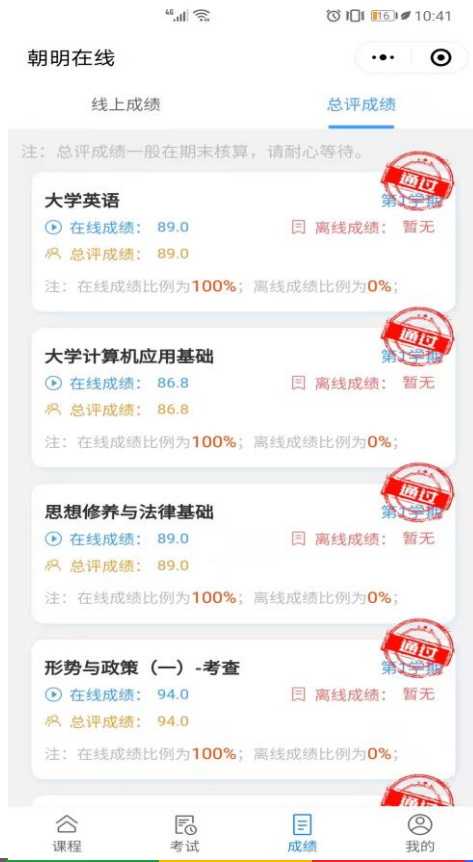 46 16 10:41
朝明在线
线上成绩 总评成绩
注：总评成绩一般在期末核算，请耐心等待。
通过
大学英语 第1学期
在线成绩： 89.0 离线成绩： 暂无
总评成绩： 89.0
注：在线成绩比例为100%；离线成绩比例为0%；
通过
大学计算机应用基础 第1学期
在线成绩： 86.8 离线成绩： 暂无
总评成绩： 86.8
注：在线成绩比例为100%；离线成绩比例为0%；
通过
思想修养与法律基础 第1学期
在线成绩： 89.0 离线成绩： 暂无
总评成绩： 89.0
注：在线成绩比例为100%；离线成绩比例为0%；
通过
形势与政策（一）-考查 第1学期
在线成绩： 94.0 离线成绩： 暂无
总评成绩： 94.0
注：在线成绩比例为100%；离线成绩比例为0%；
通过
课程 考试 成绩 我的